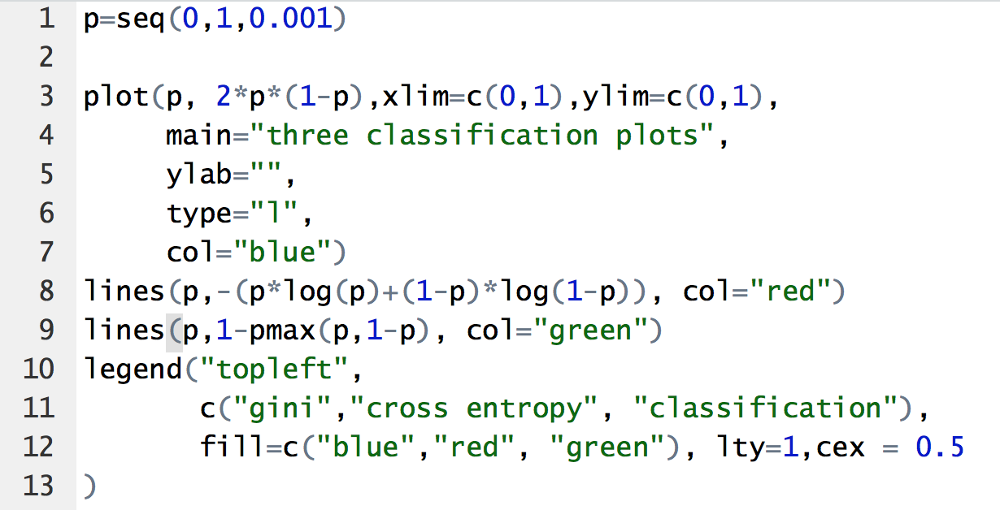 1 p=seq(0,1,0.001)
2
3 plot(p, 2*p*(1-p),xlim=c(0,1),ylim=c(0,1),
4      main="three classification plots",
5      ylab="",
6      type="l",
7      col="blue")
8 lines(p,-(p*log(p)+(1-p)*log(1-p)), col="red")
9 lines(p,1-pmax(p,1-p), col="green")
10 legend("topleft",
11        c("gini","cross entropy", "classification"),
12        fill=c("blue","red", "green"), lty=1,cex = 0.5
13 )